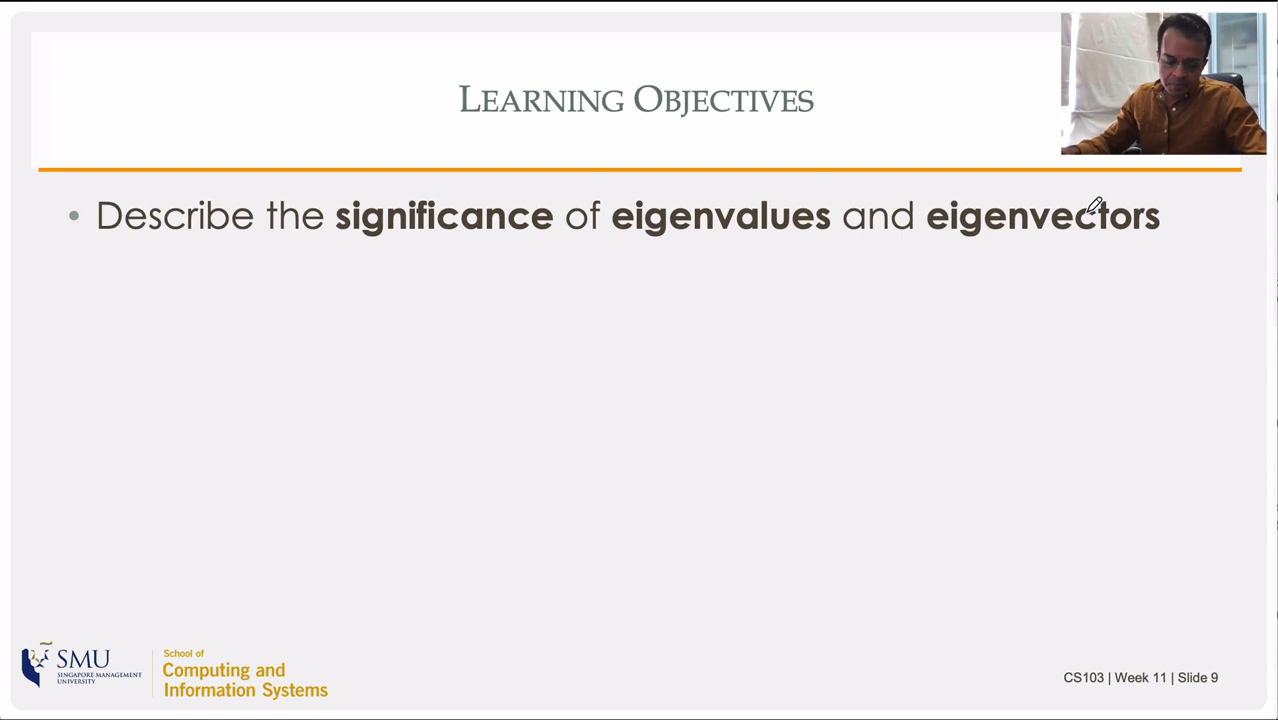 LEARNING OBJECTIVES
• Describe the significance of eigenvalues and eigenvectors
SMU
SINGAPORE MANAGEMENT
UNIVERSITY
School of
Computing and
Information Systems
CS103 | Week 11 | Slide 9